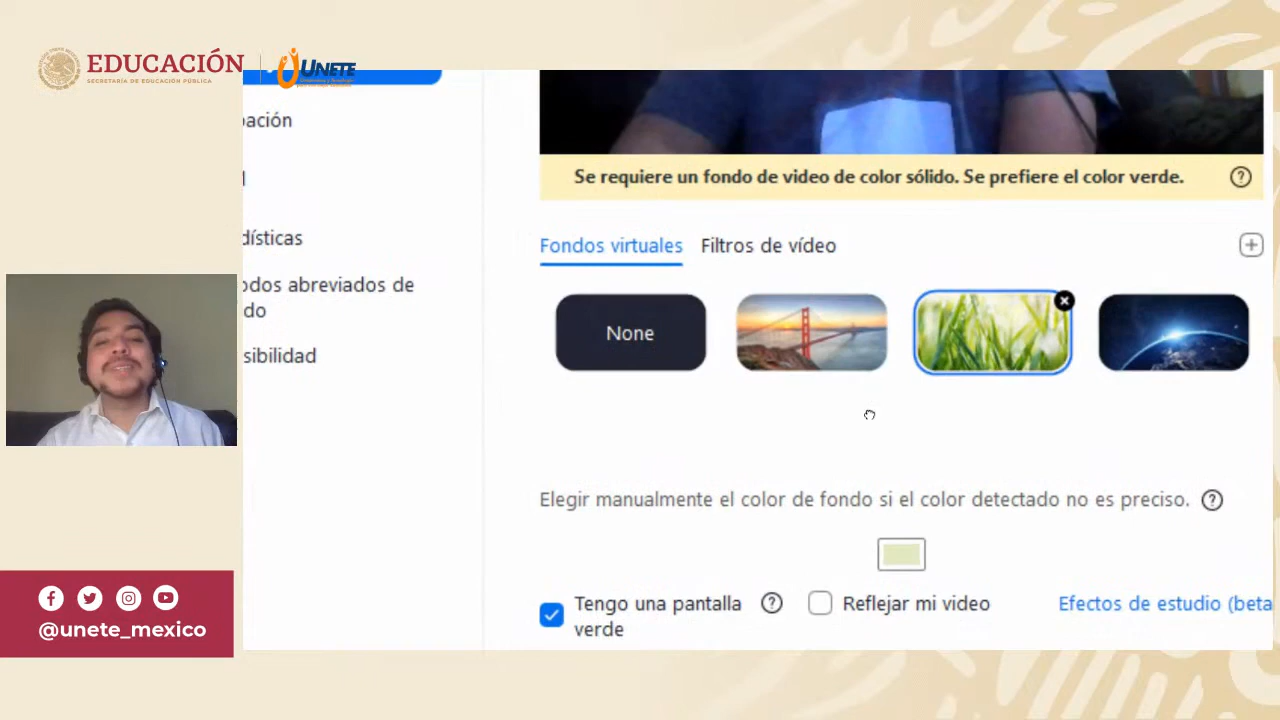 EDUCACIÓN
SECRETARÍA DE EDUCACIÓN PÚBLICA
UNETE
pación
Se requiere un fondo de video de color sólido. Se prefiere el color verde.
dísticas
Fondos virtuales
Filtros de vídeo
odos abreviados de
do
None
sibilidad
Elegir manualmente el color de fondo si el color detectado no es preciso.
Tengo una pantalla
verde
Reflejar mi video
Efectos de estudio (beta
@unete_mexico